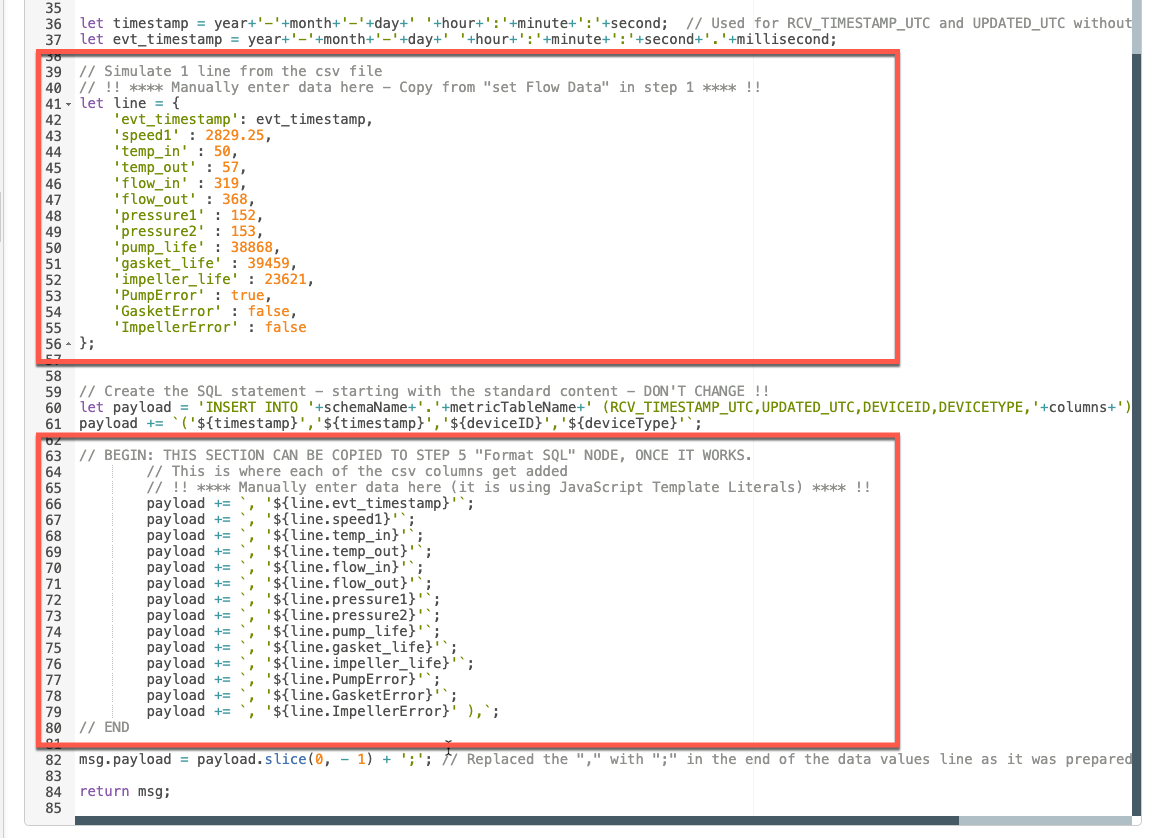 35
36 let timestamp = year+'-'+month+'-'+day+' '+hour+':'+minute+':'+second;  // Used for RCV_TIMESTAMP_UTC and UPDATED_UTC without
37 let evt_timestamp = year+'-'+month+'-'+day+' '+hour+':'+minute+':'+second+'.'+millisecond;
38
39 // Simulate 1 line from the csv file
40 // !! **** Manually enter data here - Copy from "set Flow Data" in step 1 **** !!
41 let line = {
42     'evt_timestamp': evt_timestamp,
43     'speed1' : 2829.25,
44     'temp_in' : 50,
45     'temp_out' : 57,
46     'flow_in' : 319,
47     'flow_out' : 368,
48     'pressure1' : 152,
49     'pressure2' : 153,
50     'pump_life' : 38868,
51     'gasket_life' : 39459,
52     'impeller_life' : 23621,
53     'PumpError' : true,
54     'GasketError' : false,
55     'ImpellerError' : false
56 };
57
58
59 // Create the SQL statement - starting with the standard content - DON'T CHANGE !!
60 let payload = 'INSERT INTO '+schemaName+'.'+metricTableName+' (RCV_TIMESTAMP_UTC,UPDATED_UTC,DEVICEID,DEVICETYPE,'+columns+')
61 payload += `('${timestamp}','${timestamp}','${deviceID}','${deviceType}'`;
62
63 // BEGIN: THIS SECTION CAN BE COPIED TO STEP 5 "Format SQL" NODE, ONCE IT WORKS.
64         // This is where each of the csv columns get added
65         // !! **** Manually enter data here (it is using JavaScript Template Literals) **** !!
66         payload += `, '${line.evt_timestamp}'`;
67         payload += `, '${line.speed1}'`;
68         payload += `, '${line.temp_in}'`;
69         payload += `, '${line.temp_out}'`;
70         payload += `, '${line.flow_in}'`;
71         payload += `, '${line.flow_out}'`;
72         payload += `, '${line.pressure1}'`;
73         payload += `, '${line.pressure2}'`;
74         payload += `, '${line.pump_life}'`;
75         payload += `, '${line.gasket_life}'`;
76         payload += `, '${line.impeller_life}'`;
77         payload += `, '${line.PumpError}'`;
78         payload += `, '${line.GasketError}'`;
79         payload += `, '${line.ImpellerError}' ),`;
80 // END
81
82 msg.payload = payload.slice(0, - 1) + ';'; // Replaced the "," with ";" in the end of the data values line as it was prepared
83
84 return msg;
85